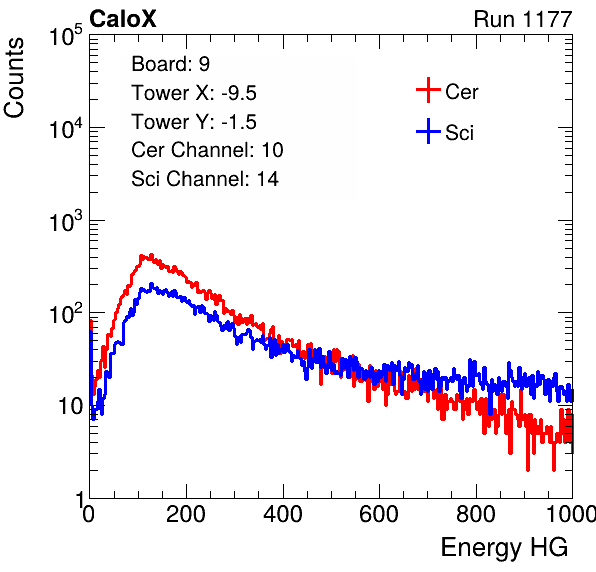 CaloX Run 1177
Counts
10^5
10^4
10^3
10^2
10
1
Board: 9
Tower X: -9.5
Tower Y: -1.5
Cer Channel: 10
Sci Channel: 14
Cer
Sci
0 200 400 600 800 1000
Energy HG